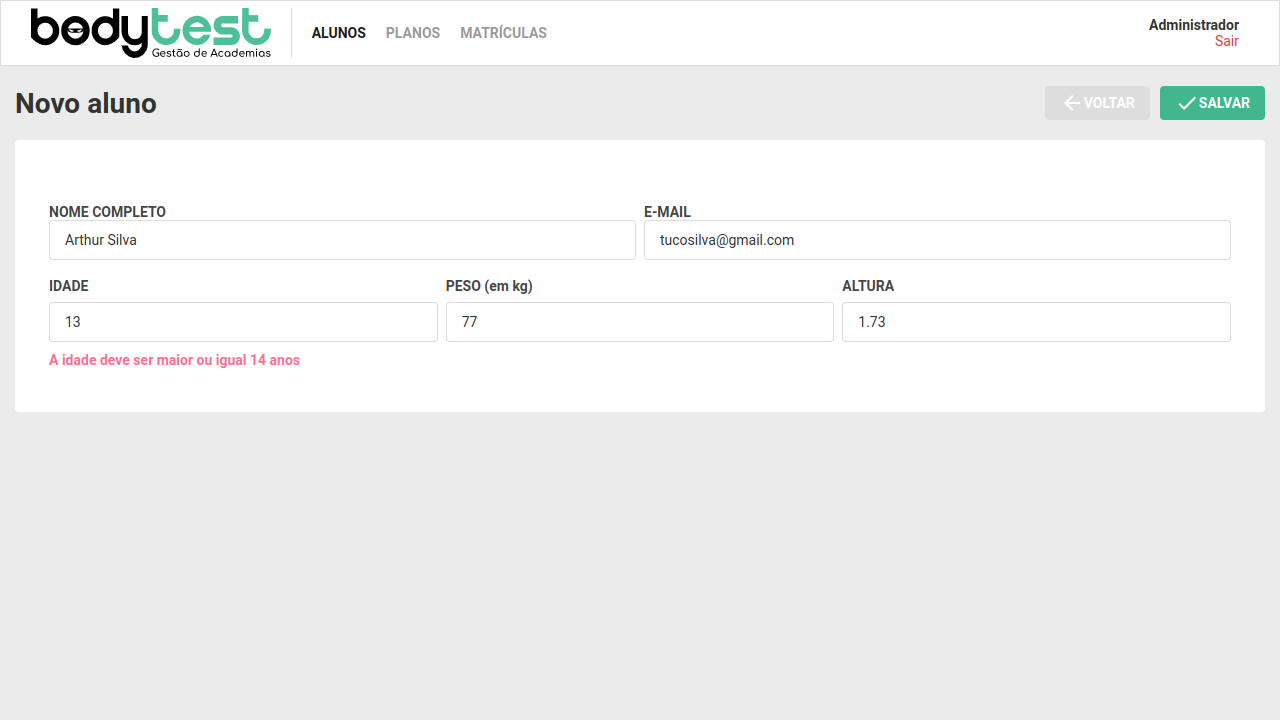 bodytest
Gestão de Academias
ALUNOS
PLANOS
MATRÍCULAS
Administrador
Sair
Novo aluno
VOLTAR
SALVAR
NOME COMPLETO
E-MAIL
Arthur Silva
tucosilva@gmail.com
IDADE
PESO (em kg)
ALTURA
13
77
1.73
A idade deve ser maior ou igual 14 anos